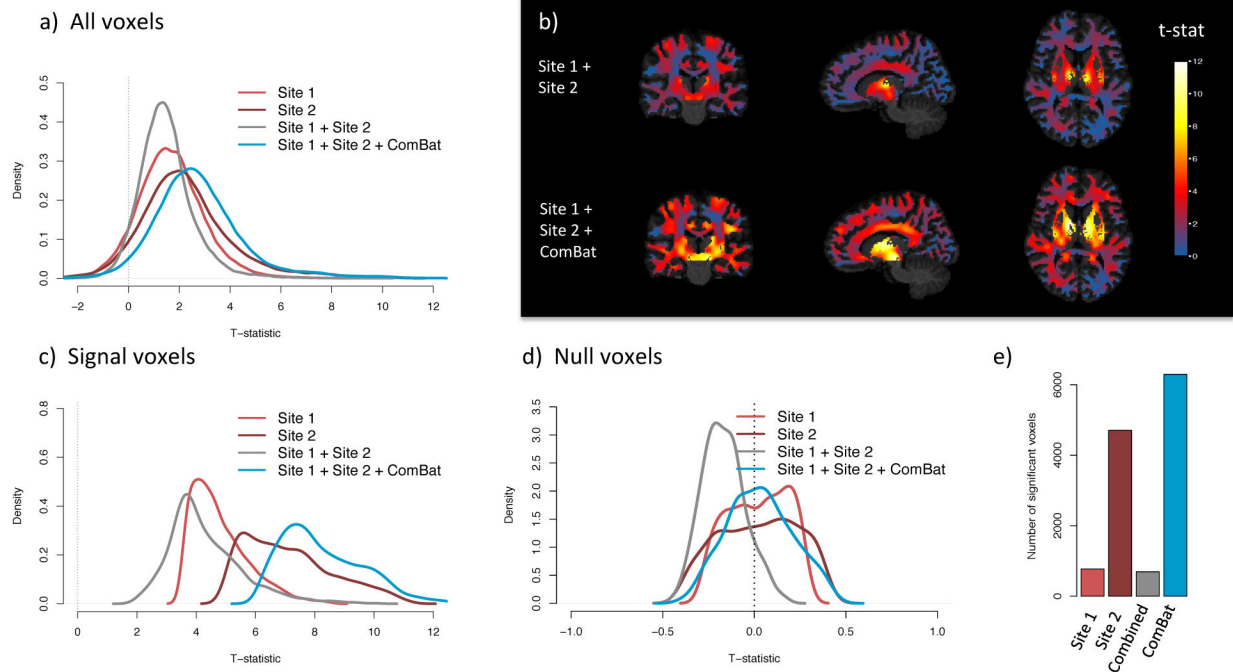 a) All voxels
0.5
0.4
0.3
0.2
0.1
0.0
Density
Site 1
Site 2
Site 1 + Site 2
Site 1 + Site 2 + ComBat
−2 0 2 4 6 8 10 12
T−statistic
b)
Site 1 +
Site 2
Site 1 +
Site 2 +
ComBat
t-stat
12
10
8
6
4
2
0
c) Signal voxels
0.8
0.6
0.4
0.2
0.0
Density
Site 1
Site 2
Site 1 + Site 2
Site 1 + Site 2 + ComBat
0 2 4 6 8 10 12
T−statistic
d) Null voxels
3.5
3.0
2.5
2.0
1.5
1.0
0.5
0.0
Density
Site 1
Site 2
Site 1 + Site 2
Site 1 + Site 2 + ComBat
−1.0 −0.5 0.0 0.5 1.0
T−statistic
e)
Number of significant voxels
6000
4000
2000
0
Site 1
Site 2
Combined
ComBat